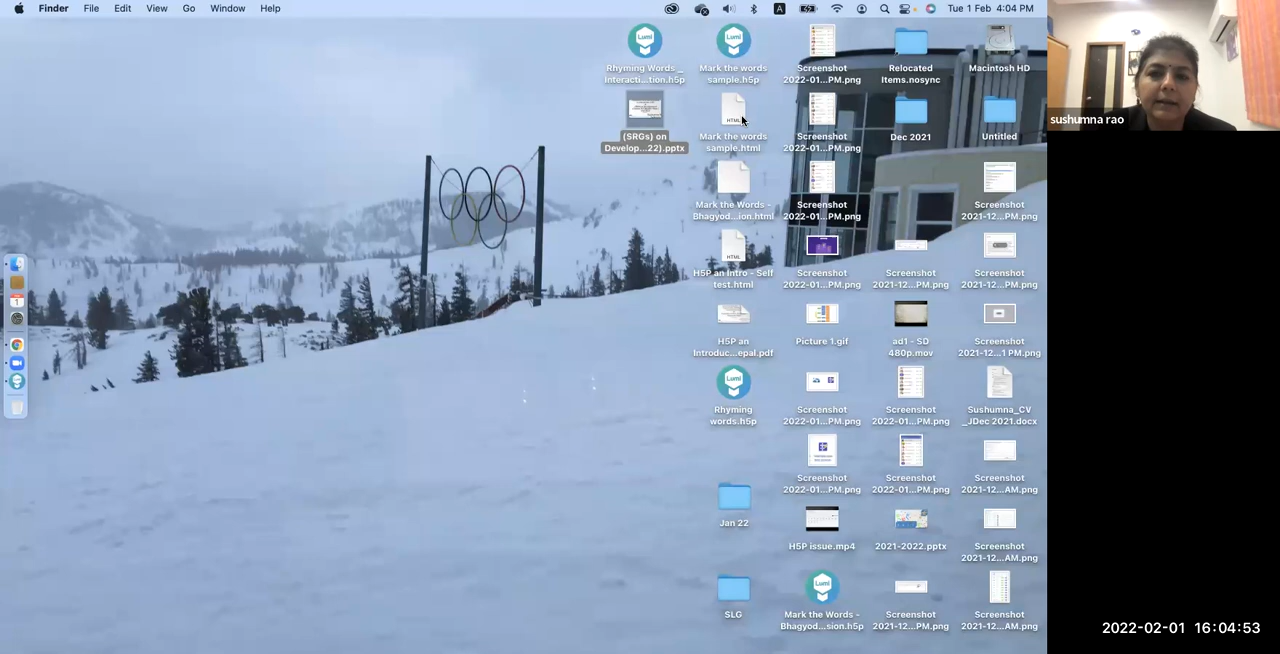 Finder File Edit View Go Window Help
A Tue 1 Feb 4:04 PM
Lumi
Rhyming Words _
Interacti...tion.h5p
Lumi
Mark the words
sample.h5p
Screenshot
2022-01...PM.png
Relocated
Items.nosync
Macintosh HD
sushumna rao
(SRGs) on
Develop...22).pptx
HTML
Mark the words
sample.html
Screenshot
2022-01...PM.png
Dec 2021
Untitled
Mark the Words -
Bhagyod...ion.html
Screenshot
2022-01...PM.png
Screenshot
2021-12...PM.png
HTML
H5P an Intro - Self
test.html
Screenshot
2022-01...PM.png
Screenshot
2021-12...PM.png
Screenshot
2021-12...PM.png
1
H5P an
Introduc...epal.pdf
Picture 1.gif
ad1 - SD
480p.mov
Screenshot
2021-12...1 PM.png
Lumi
Rhyming
words.h5p
Screenshot
2022-01...PM.png
Screenshot
2022-01...PM.png
Sushumna_CV
_JDec 2021.docx
Screenshot
2022-01...PM.png
Screenshot
2022-01...PM.png
Screenshot
2021-12...AM.png
Jan 22
H5P issue.mp4
2021-2022.pptx
Screenshot
2021-12...AM.png
SLG
Lumi
Mark the Words -
Bhagyod...sion.h5p
Screenshot
2021-12...PM.png
Screenshot
2021-12...AM.png
2022-02-01 16:04:53